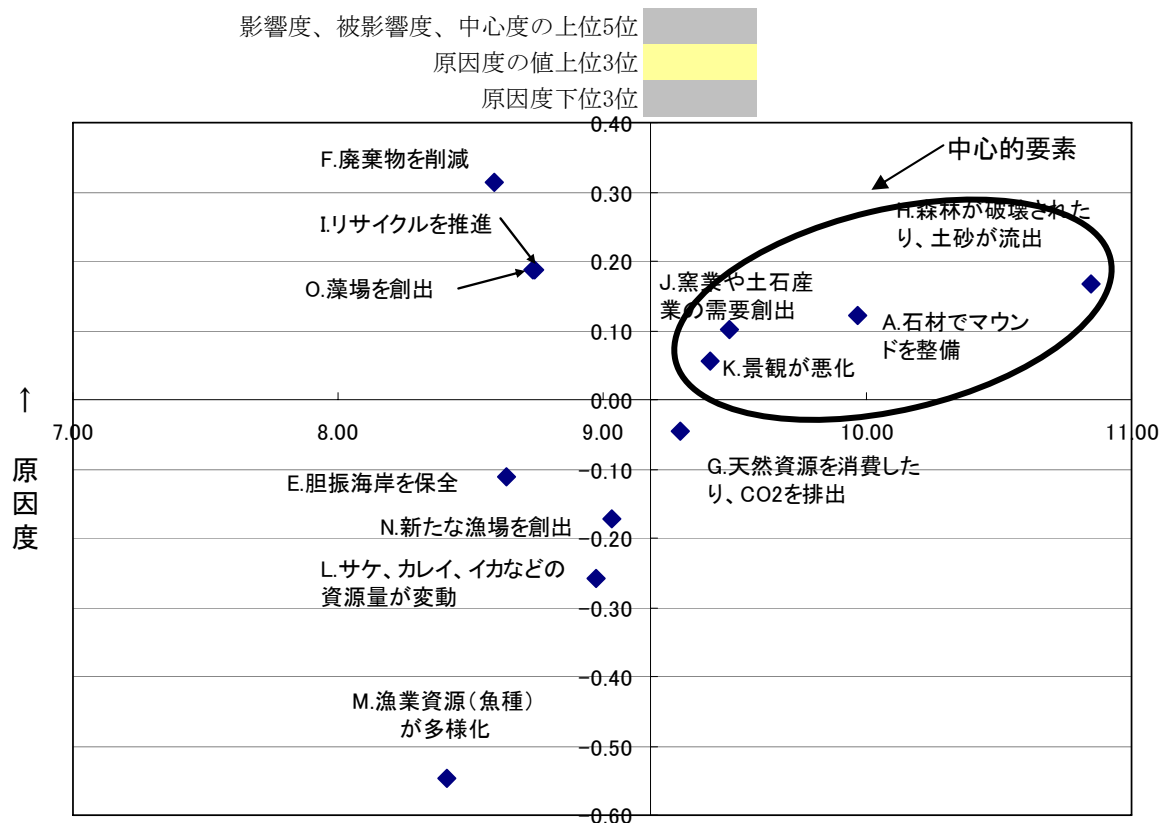 影響度、被影響度、中心度の上位5位
原因度の値上位3位
原因度下位3位
0.40
中心的要素
F.廃棄物を削減
0.30
H.森林が破壊された
り、土砂が流出
I.リサイクルを推進
0.20
O.藻場を創出
J.窯業や土石産
業の需要創出
0.10
A.石材でマウン
ドを整備
K.景観が悪化
↑
原因度
0.00
7.00
8.00
9.00
10.00
11.00
-0.10
G.天然資源を消費した
り、CO2を排出
E.胆振海岸を保全
N.新たな漁場を創出
-0.20
L.サケ、カレイ、イカなどの
資源量が変動
-0.30
-0.40
M.漁業資源(魚種)
が多様化
-0.50
-0.60